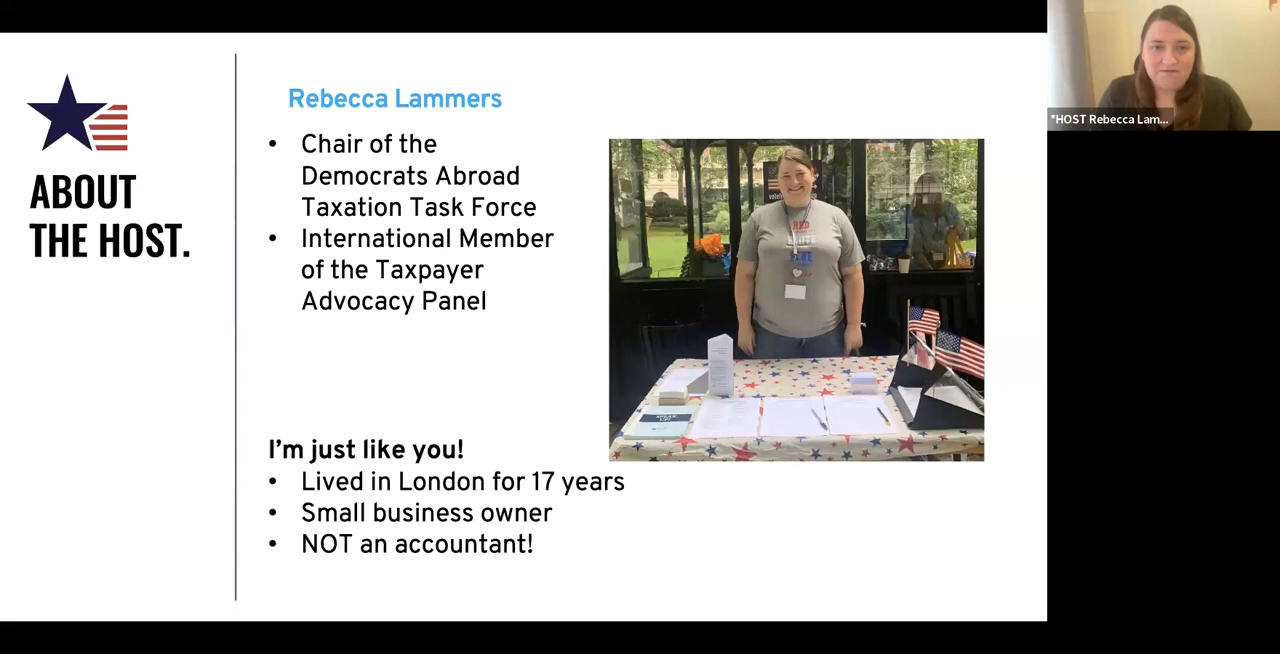 ABOUT
THE HOST.
Rebecca Lammers
• Chair of the
Democrats Abroad
Taxation Task Force
• International Member
of the Taxpayer
Advocacy Panel
I'm just like you!
• Lived in London for 17 years
• Small business owner
• NOT an accountant!
RED
WHITE
*HOST Rebecca Lam...